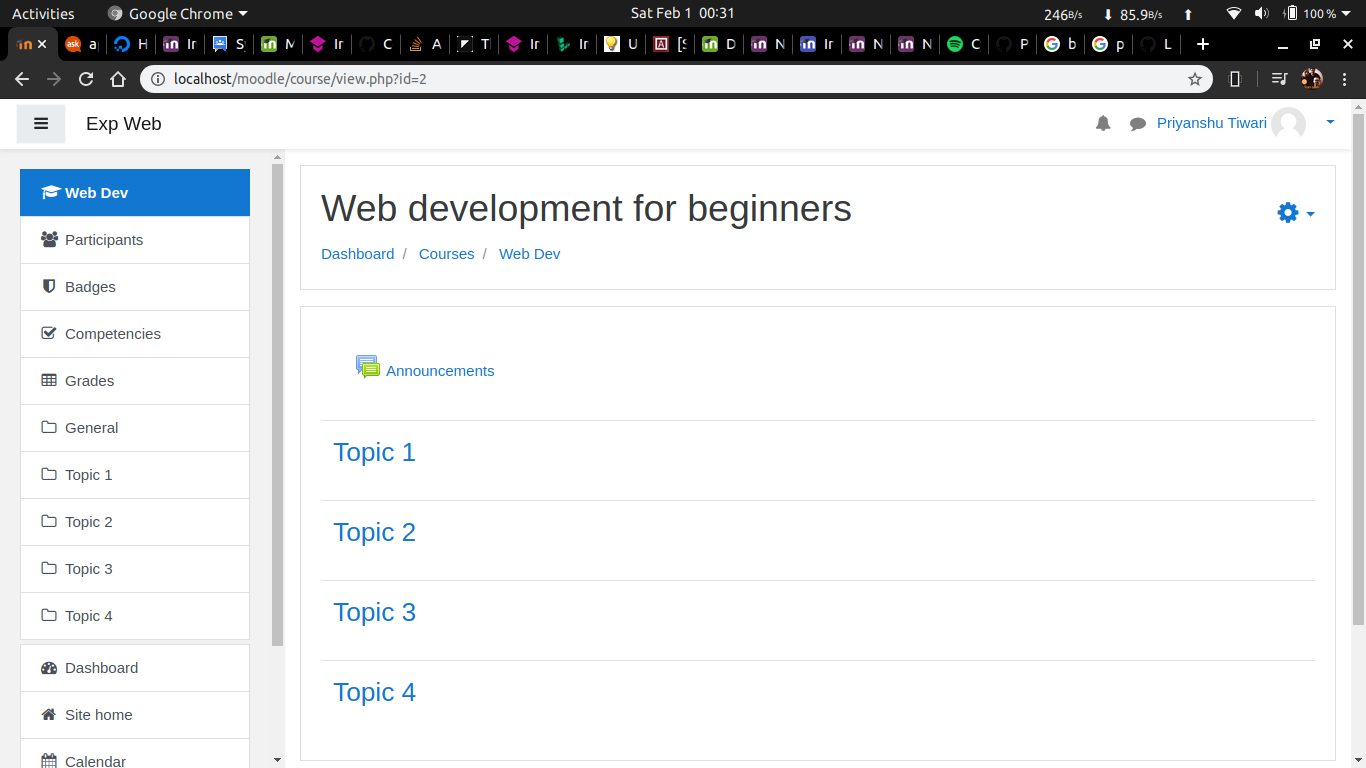 Activities Google Chrome Sat Feb 1 00:31 246B/s 85.9B/s 100 %
ask a H Ir S M Ir C A T Ir Ir U A [S D N Ir N N C P b p L
localhost/moodle/course/view.php?id=2
Exp Web Priyanshu Tiwari
Web Dev
Participants
Badges
Competencies
Grades
General
Topic 1
Topic 2
Topic 3
Topic 4
Dashboard
Site home
Calendar
Web development for beginners
Dashboard / Courses / Web Dev
Announcements
Topic 1
Topic 2
Topic 3
Topic 4